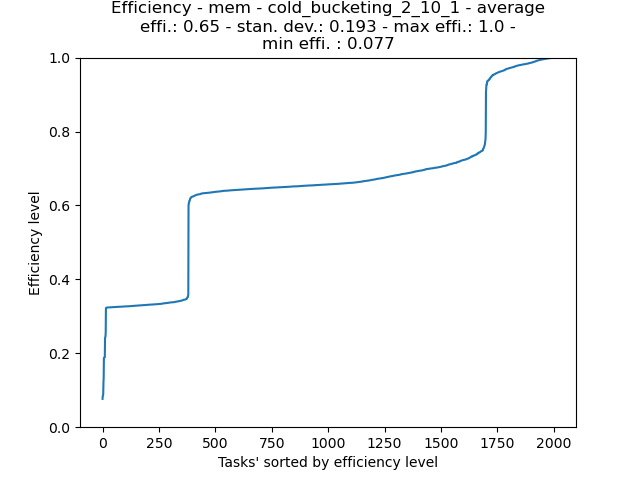 Efficiency - mem - cold_bucketing_2_10_1 - average
effi.: 0.65 - stan. dev.: 0.193 - max effi.: 1.0 -
min effi. : 0.077
1.0
0.8
0.6
0.4
0.2
0.0
Efficiency level
0 250 500 750 1000 1250 1500 1750 2000
Tasks' sorted by efficiency level